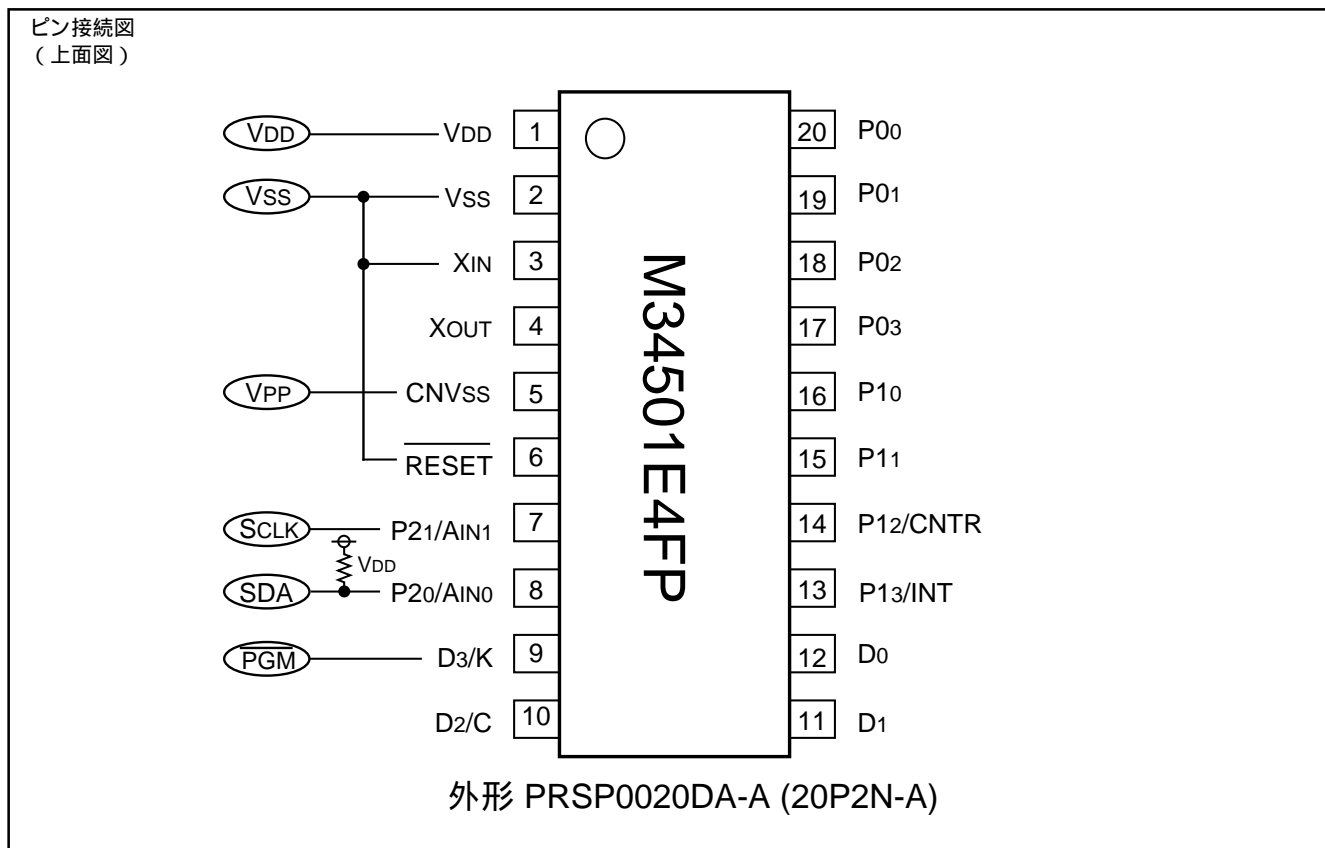 ピン接続図
(上面図)
VDD VDD 1 20 P00
VSS VSS 2 19 P01
XIN 3 18 P02
XOUT 4 17 P03
VPP CNVSS 5 16 P10
RESET 6 15 P11
SCLK P21/AIN1 7 14 P12/CNTR
VDD
SDA P20/AIN0 8 13 P13/INT
PGM D3/K 9 12 D0
D2/C 10 11 D1
M34501E4FP
外形 PRSP0020DA-A (20P2N-A)